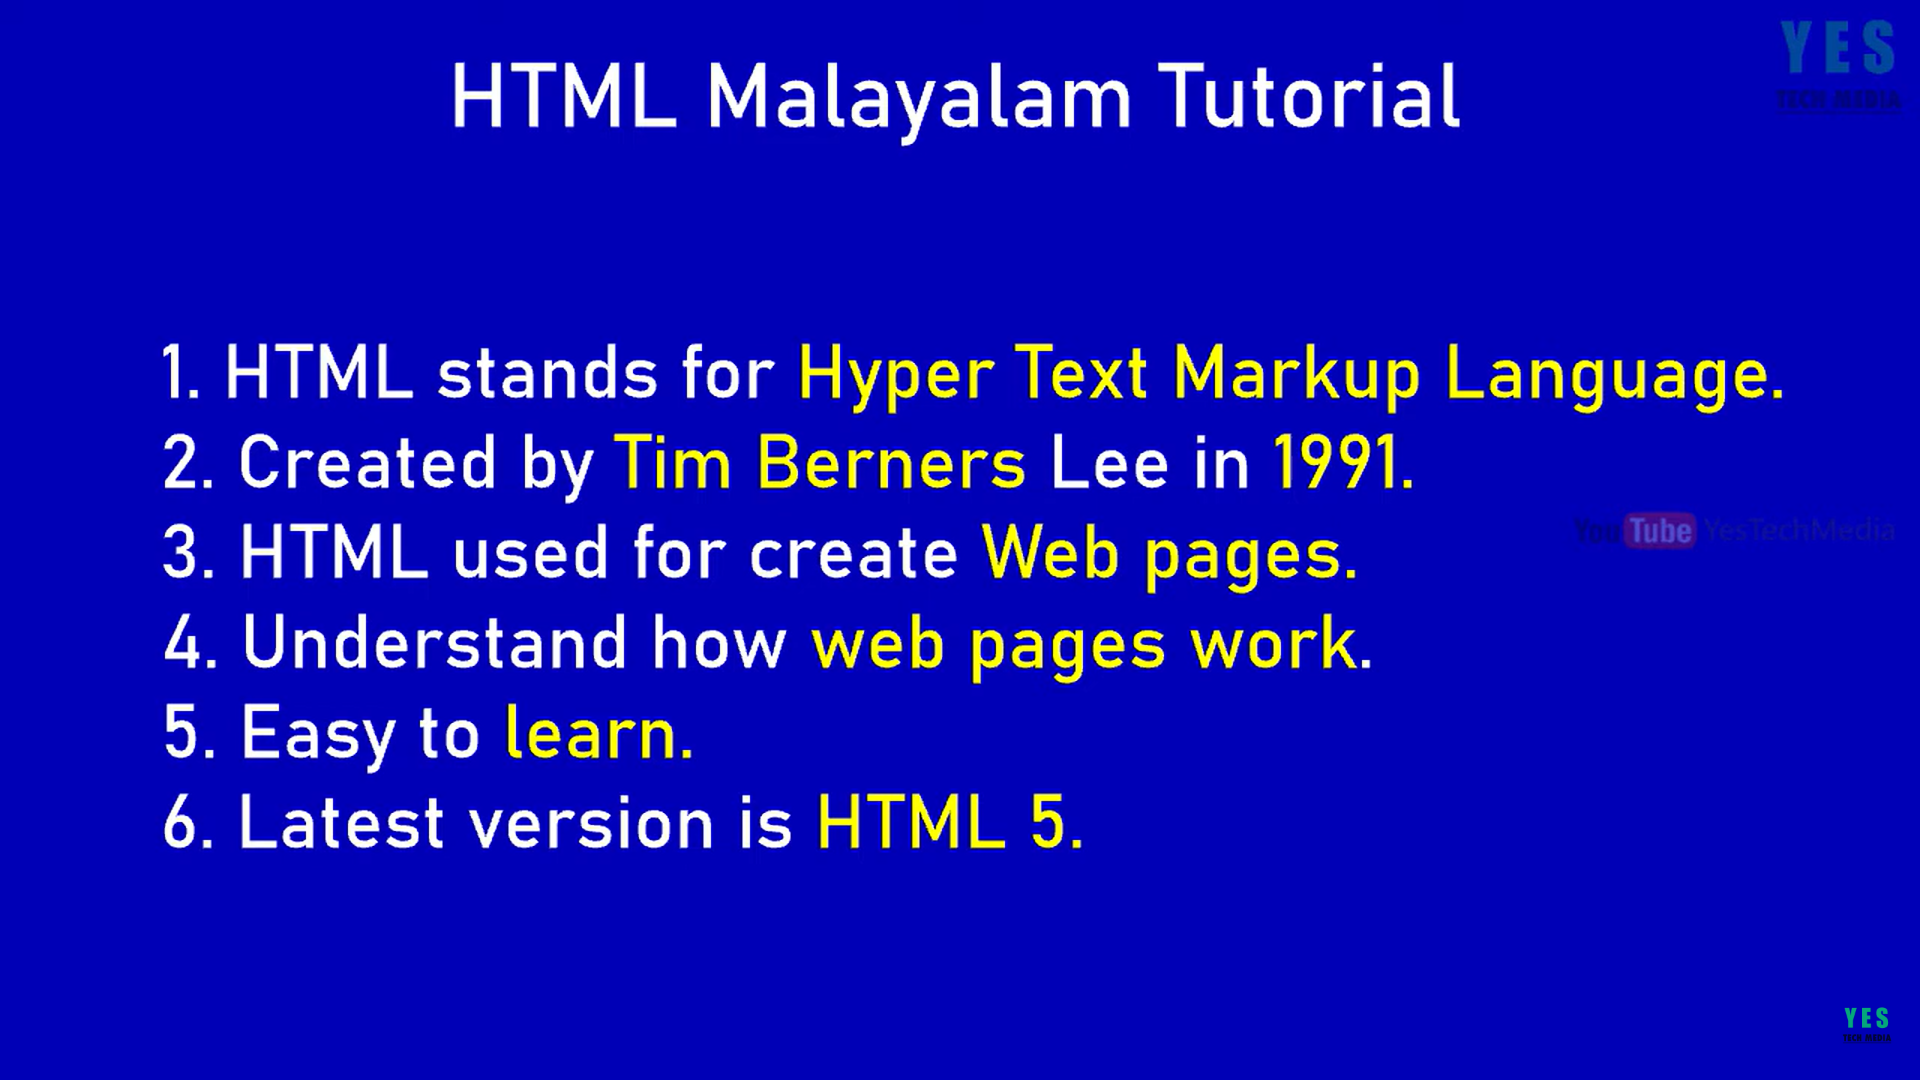 YES
TECH MEDIA
HTML Malayalam Tutorial
1. HTML stands for Hyper Text Markup Language.
2. Created by Tim Berners Lee in 1991.
3. HTML used for create Web pages.
YouTube YesTechMedia
4. Understand how web pages work.
5. Easy to learn.
6. Latest version is HTML 5.
YES
TECH MEDIA